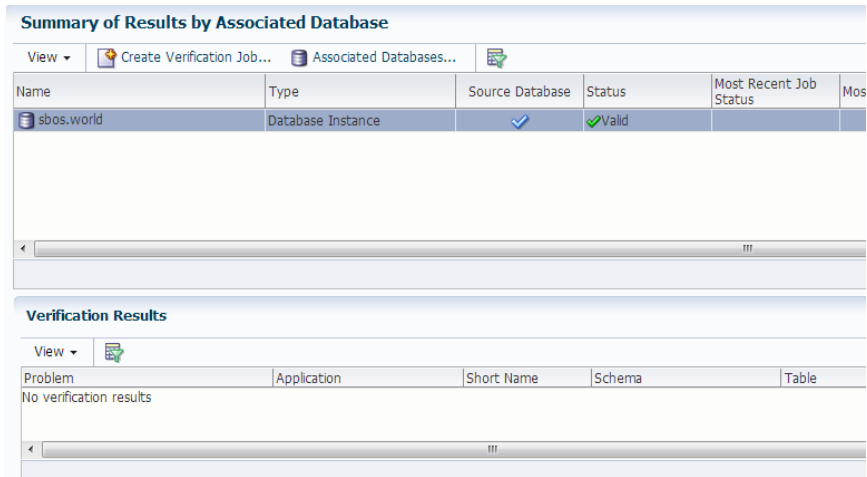 Summary of Results by Associated Database
View Create Verification Job... Associated Databases...
Name Type Source Database Status Most Recent Job Status Mos
sbos.world Database Instance Valid
Verification Results
View
Problem Application Short Name Schema Table
No verification results